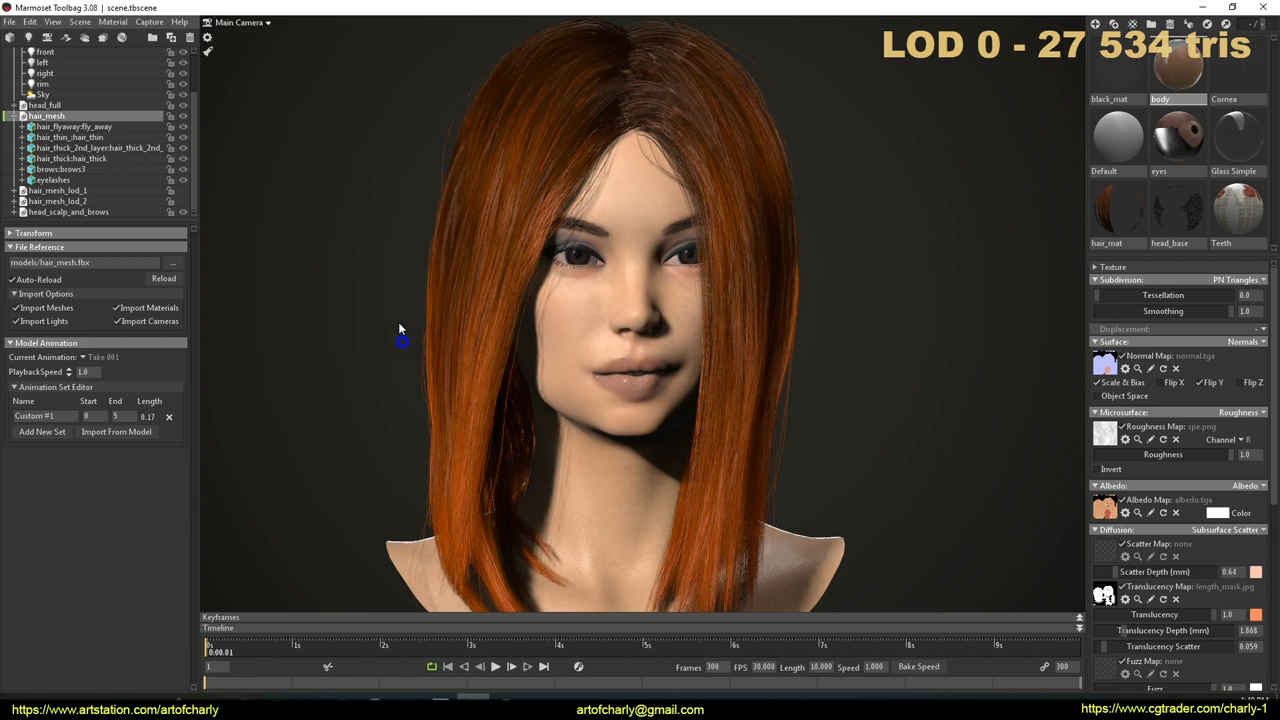 Marmoset Toolbag 3.08 | scene.tbscene
File Edit View Scene Material Capture Help
Main Camera
LOD 0 - 27 534 tris
front
left
right
rim
Sky
head_full
hair_mesh
hair_flyaway:fly_away
hair_thin_:hair_thin
hair_thick_2nd_layer:hair_thick_2nd_
hair_thick:hair_thick
brows:brows3
eyelashes
hair_mesh_lod_1
hair_mesh_lod_2
head_scalp_and_brows
Transform
File Reference
models/hair_mesh.fbx ...
Auto-Reload Reload
Import Options
Import Meshes Import Materials
Import Lights Import Cameras
Model Animation
Current Animation: Take 001
PlaybackSpeed 1.0
Animation Set Editor
Name Start End Length
Custom #1 0 5 0.17
Add New Set Import From Model
black_mat body Cornea
Default eyes Glass Simple
hair_mat head_base Teeth
Texture
Subdivision: PN Triangles
Tessellation 0.0
Smoothing 1.0
Displacement: -
Surface: Normals
Normal Map: normal.tga
Scale & Bias Flip X Flip Y Flip Z
Object Space
Microsurface: Roughness
Roughness Map: spe.png
Channel R
Roughness 1.0
Invert
Albedo: Albedo
Albedo Map: albedo.tga
Color
Diffusion: Subsurface Scatter
Scatter Map: none
Scatter Depth (mm) 0.64
Translucency Map: length_mask.jpg
Translucency 1.0
Translucency Depth (mm) 1.868
Translucency Scatter 0.059
Fuzz Map: none
Fuzz 1.0
Keyframes
Timeline
0s 1s 2s 3s 4s 5s 6s 7s 8s 9s
0:00.01
1 Frames 300 FPS 30.000 Length 10.000 Speed 1.000 Bake Speed 300
https://www.artstation.com/artofcharly artofcharly@gmail.com https://www.cgtrader.com/charly-1